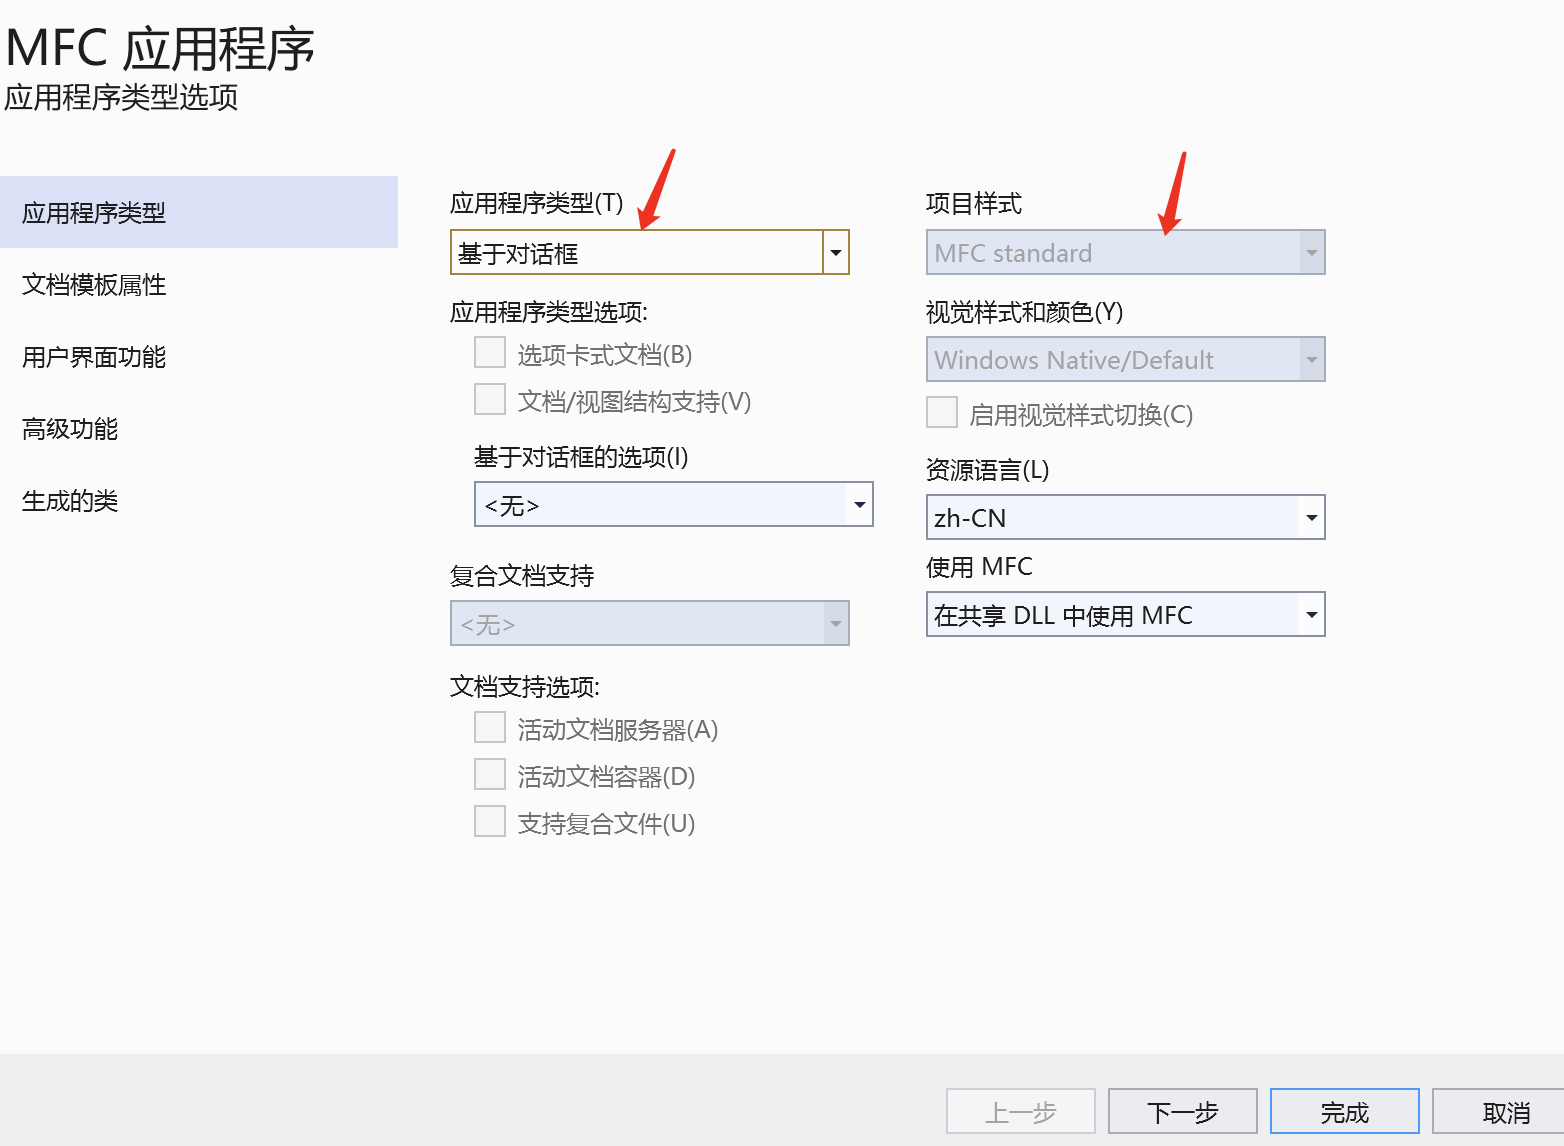 MFC 应用程序
应用程序类型选项
应用程序类型
文档模板属性
用户界面功能
高级功能
生成的类
应用程序类型(T)
基于对话框
应用程序类型选项:
选项卡式文档(B)
文档/视图结构支持(V)
基于对话框的选项(I)
<无>
复合文档支持
<无>
文档支持选项:
活动文档服务器(A)
活动文档容器(D)
支持复合文件(U)
项目样式
MFC standard
视觉样式和颜色(Y)
Windows Native/Default
启用视觉样式切换(C)
资源语言(L)
zh-CN
使用 MFC
在共享 DLL 中使用 MFC
上一步
下一步
完成
取消